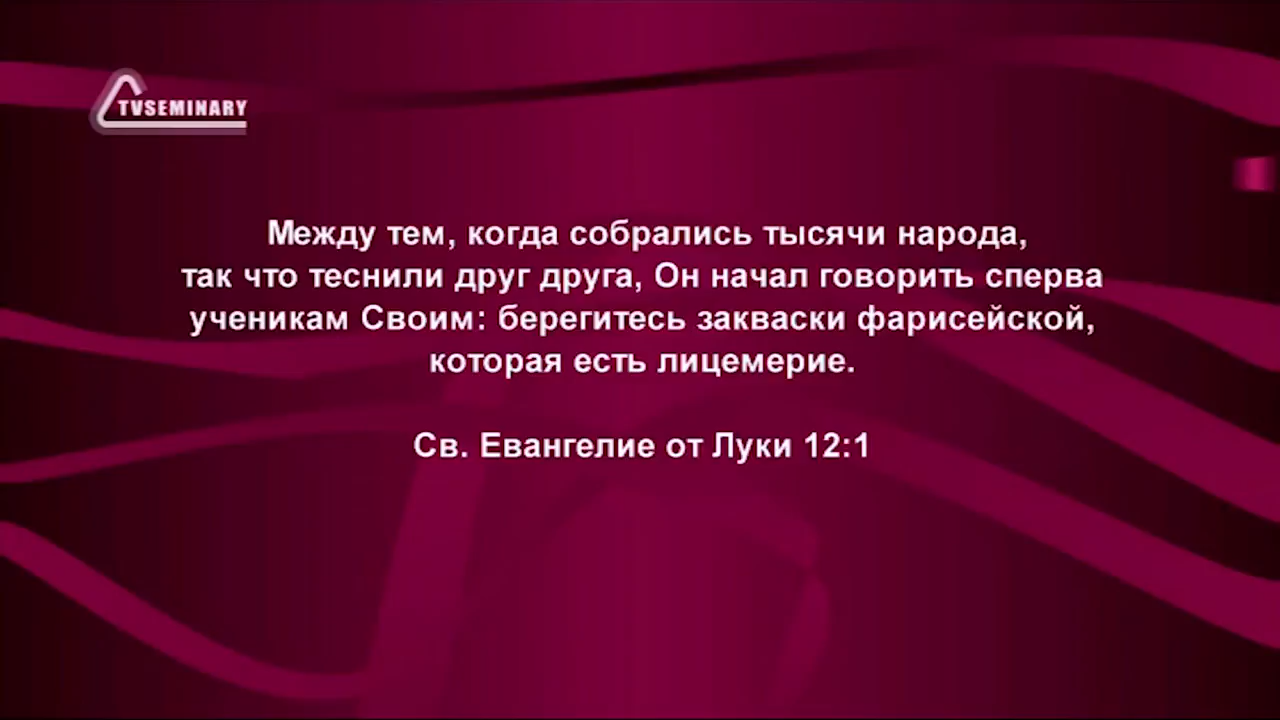 TVSEMINARY
Между тем, когда собрались тысячи народа,
так что теснили друг друга, Он начал говорить сперва
ученикам Своим: берегитесь закваски фарисейской,
которая есть лицемерие.
Св. Евангелие от Луки 12:1